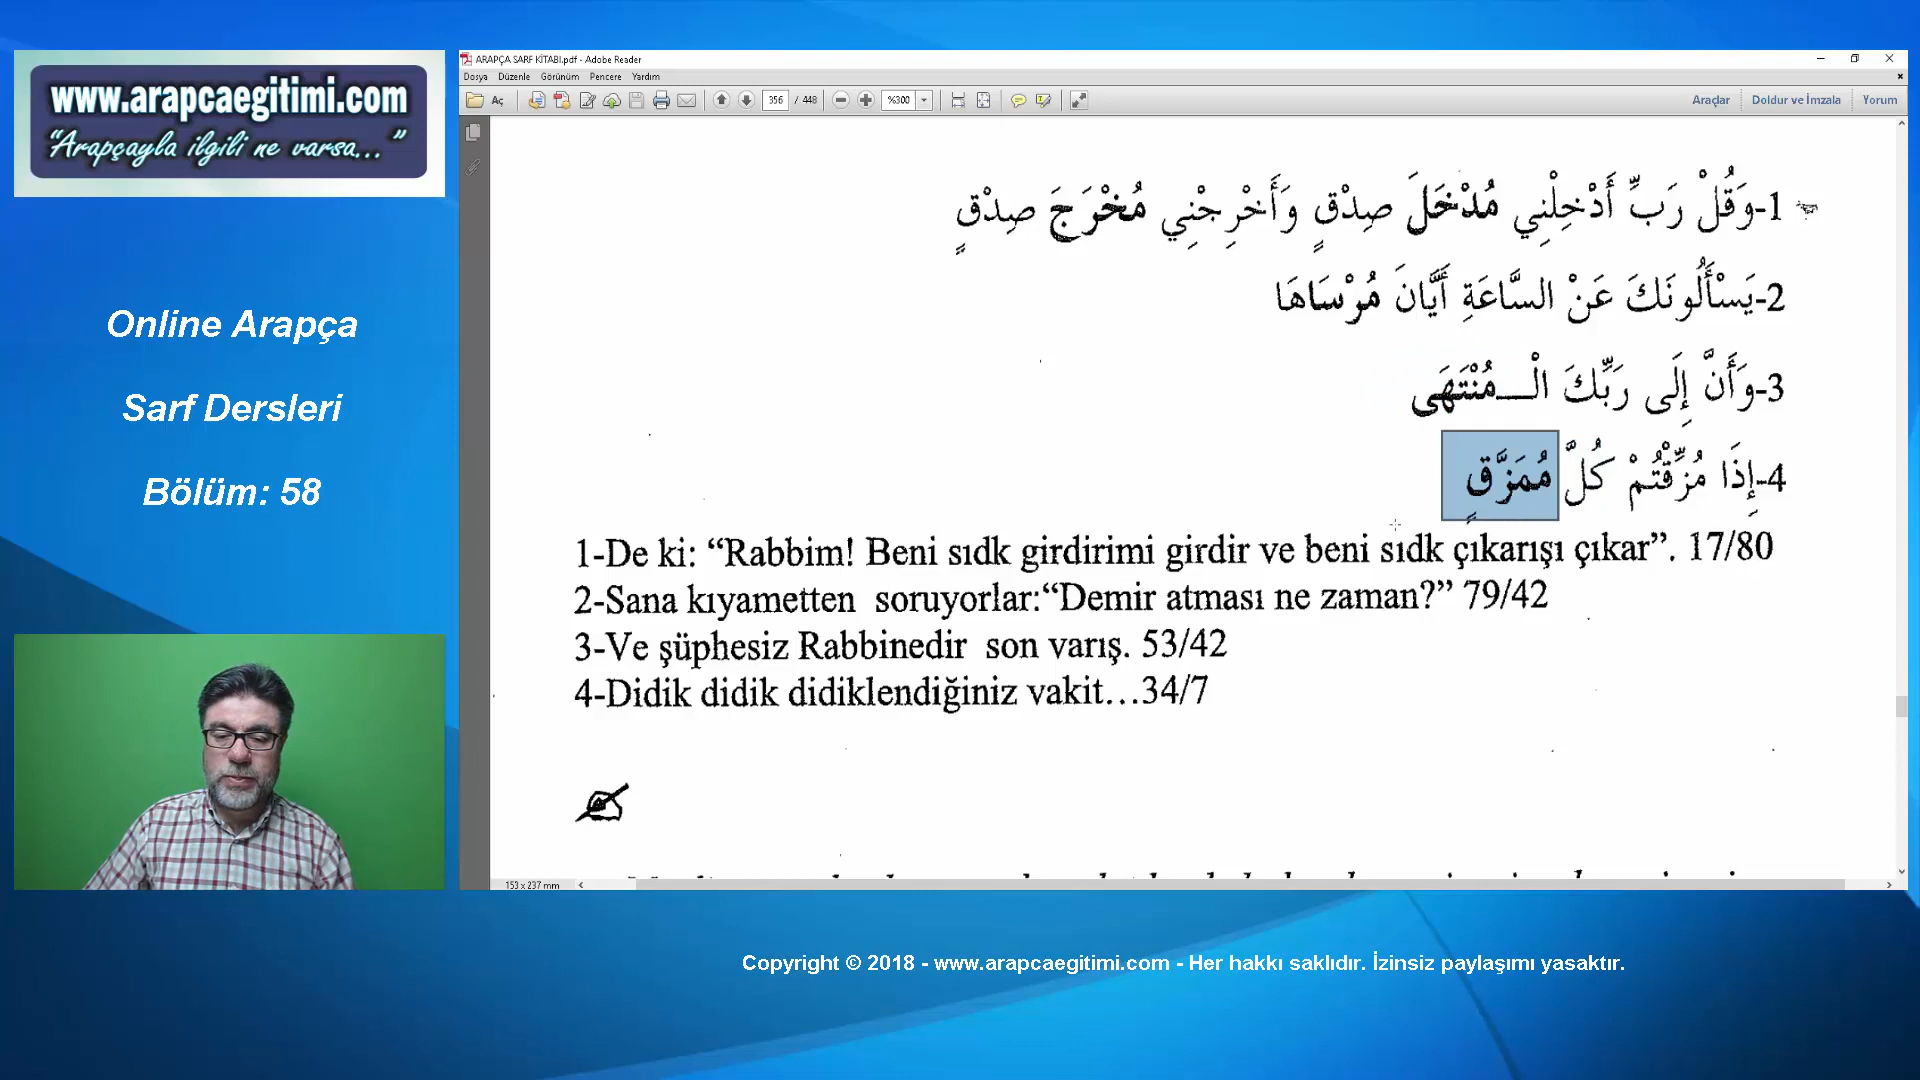 www.arapcaegitimi.com
“Arapçayla ilgili ne varsa...”
Online Arapça
Sarf Dersleri
Bölüm: 58
ARAPÇA SARF KİTABI.pdf - Adobe Reader
Dosya Düzenle Görünüm Pencere Yardım
Aç 356 / 448 %300 Araçlar Doldur ve İmzala Yorum
1-وَقُلْ رَبِّ أَدْخِلْنِي مُدْخَلَ صِدْقٍ وَأَخْرِجْنِي مُخْرَجَ صِدْقٍ
2-يَسْأَلُونَكَ عَنْ السَّاعَةِ أَيَّانَ مُرْسَاهَا
3-وَأَنَّ إِلَى رَبِّكَ الْـــمُنْتَهَى
4-إِذَا مُزِّقْتُمْ كُلَّ مُمَزَّقٍ
1-De ki: “Rabbim! Beni sıdk girdirimi girdir ve beni sıdk çıkarışı çıkar”. 17/80
2-Sana kıyametten soruyorlar:“Demir atması ne zaman?” 79/42
3-Ve şüphesiz Rabbinedir son varış. 53/42
4-Didik didik didiklendiğiniz vakit…34/7
153 x 237 mm
Copyright © 2018 - www.arapcaegitimi.com - Her hakkı saklıdır. İzinsiz paylaşımı yasaktır.